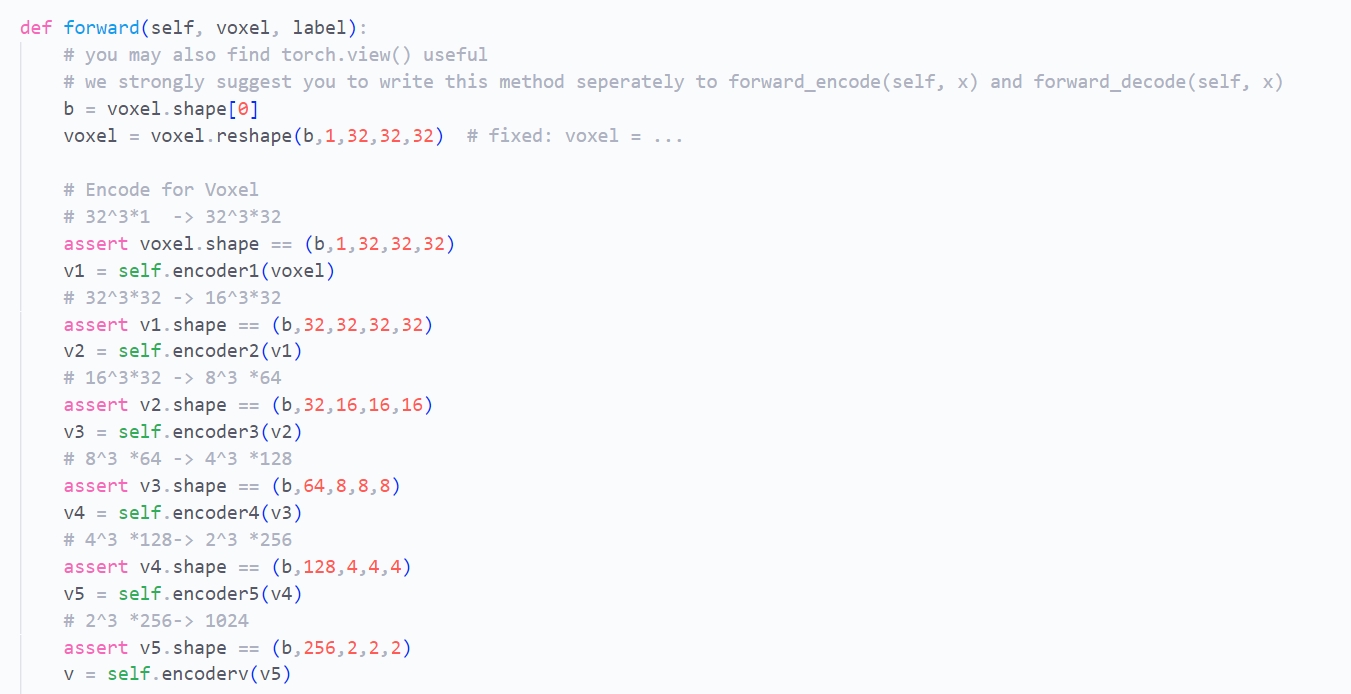 def forward(self, voxel, label):
    # you may also find torch.view() useful
    # we strongly suggest you to write this method seperately to forward_encode(self, x) and forward_decode(self, x)
    b = voxel.shape[0]
    voxel = voxel.reshape(b,1,32,32,32)  # fixed: voxel = ...

    # Encode for Voxel
    # 32^3*1  -> 32^3*32
    assert voxel.shape == (b,1,32,32,32)
    v1 = self.encoder1(voxel)
    # 32^3*32 -> 16^3*32
    assert v1.shape == (b,32,32,32,32)
    v2 = self.encoder2(v1)
    # 16^3*32 -> 8^3 *64
    assert v2.shape == (b,32,16,16,16)
    v3 = self.encoder3(v2)
    # 8^3 *64 -> 4^3 *128
    assert v3.shape == (b,64,8,8,8)
    v4 = self.encoder4(v3)
    # 4^3 *128-> 2^3 *256
    assert v4.shape == (b,128,4,4,4)
    v5 = self.encoder5(v4)
    # 2^3 *256-> 1024
    assert v5.shape == (b,256,2,2,2)
    v = self.encoderv(v5)